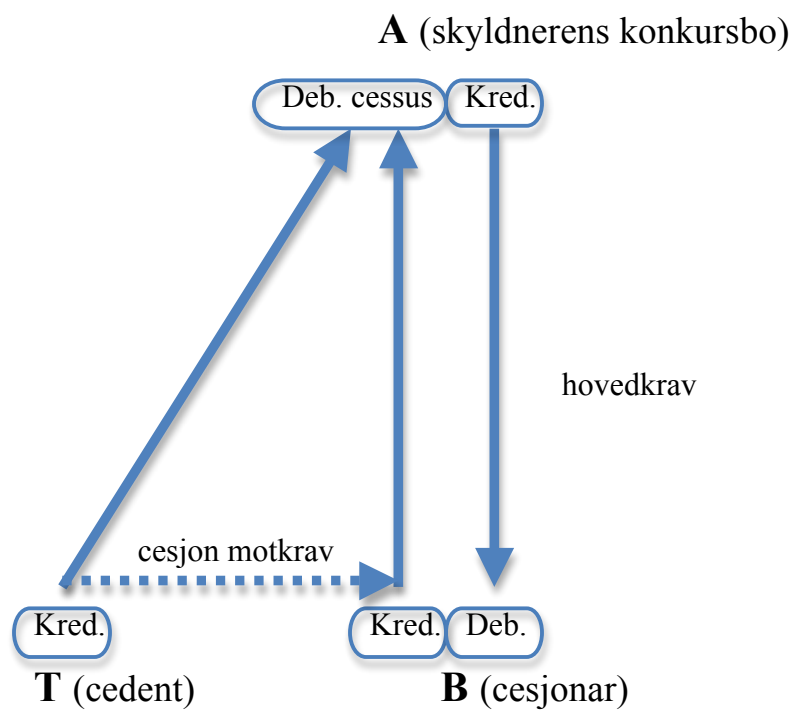 A (skyldnerens konkursbo)
Deb. cessus Kred.
hovedkrav
cesjon motkrav
Kred. Kred. Deb.
T (cedent) B (cesjonar)